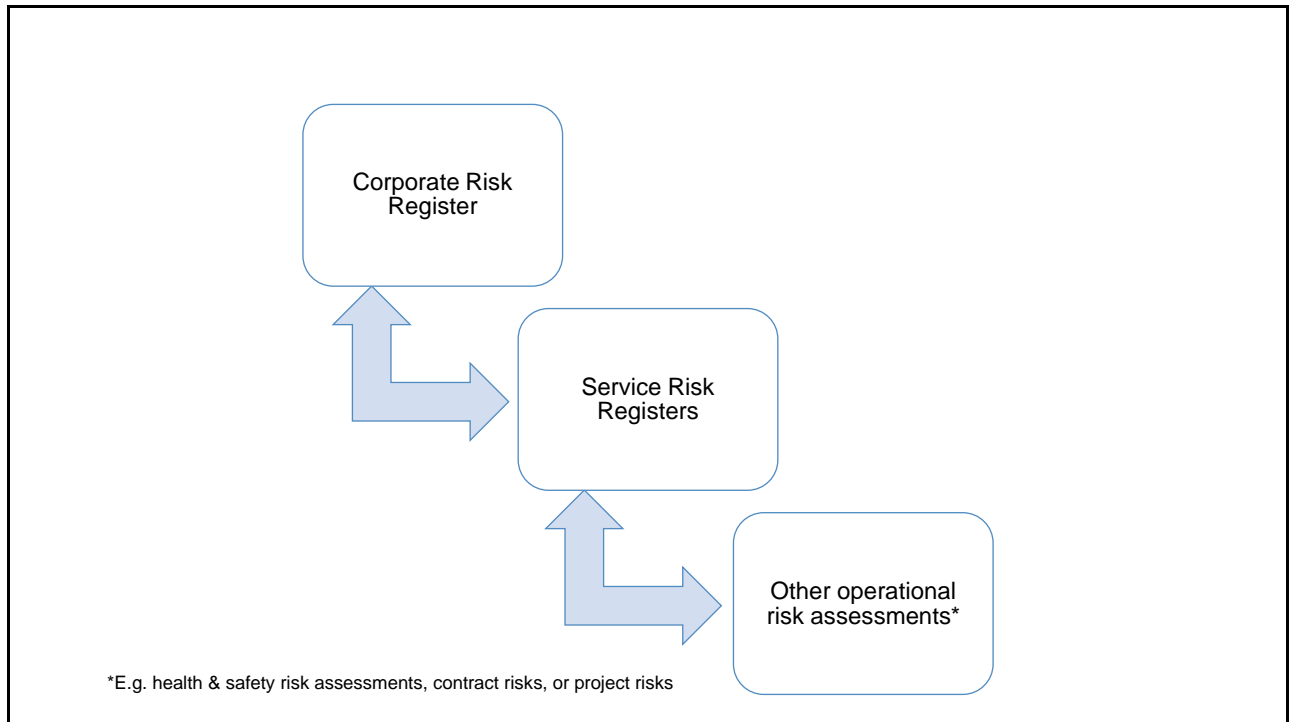 Corporate Risk
Register
Service Risk
Registers
Other operational
risk assessments*
*E.g. health & safety risk assessments, contract risks, or project risks